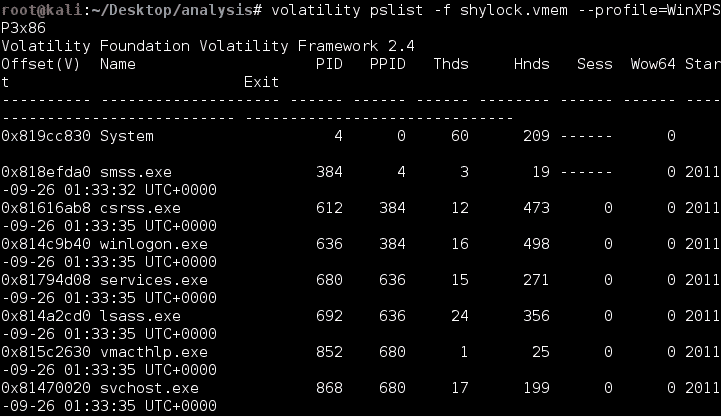 root@kali:~/Desktop/analysis# volatility pslist -f shylock.vmem --profile=WinXPS
P3x86
Volatility Foundation Volatility Framework 2.4
Offset(V)  Name                    PID   PPID   Thds     Hnds   Sess  Wow64 Star
t                          Exit
---------- -------------------- ------ ------ ------ -------- ------ ------ ----
-------------------------- ------------------------------
0x819cc830 System                    4      0     60      209 ------      0
0x818efda0 smss.exe                384      4      3       19 ------      0 2011
-09-26 01:33:32 UTC+0000
0x81616ab8 csrss.exe               612    384     12      473      0      0 2011
-09-26 01:33:35 UTC+0000
0x814c9b40 winlogon.exe            636    384     16      498      0      0 2011
-09-26 01:33:35 UTC+0000
0x81794d08 services.exe            680    636     15      271      0      0 2011
-09-26 01:33:35 UTC+0000
0x814a2cd0 lsass.exe               692    636     24      356      0      0 2011
-09-26 01:33:35 UTC+0000
0x815c2630 vmacthlp.exe            852    680      1       25      0      0 2011
-09-26 01:33:35 UTC+0000
0x81470020 svchost.exe             868    680     17      199      0      0 2011
-09-26 01:33:35 UTC+0000